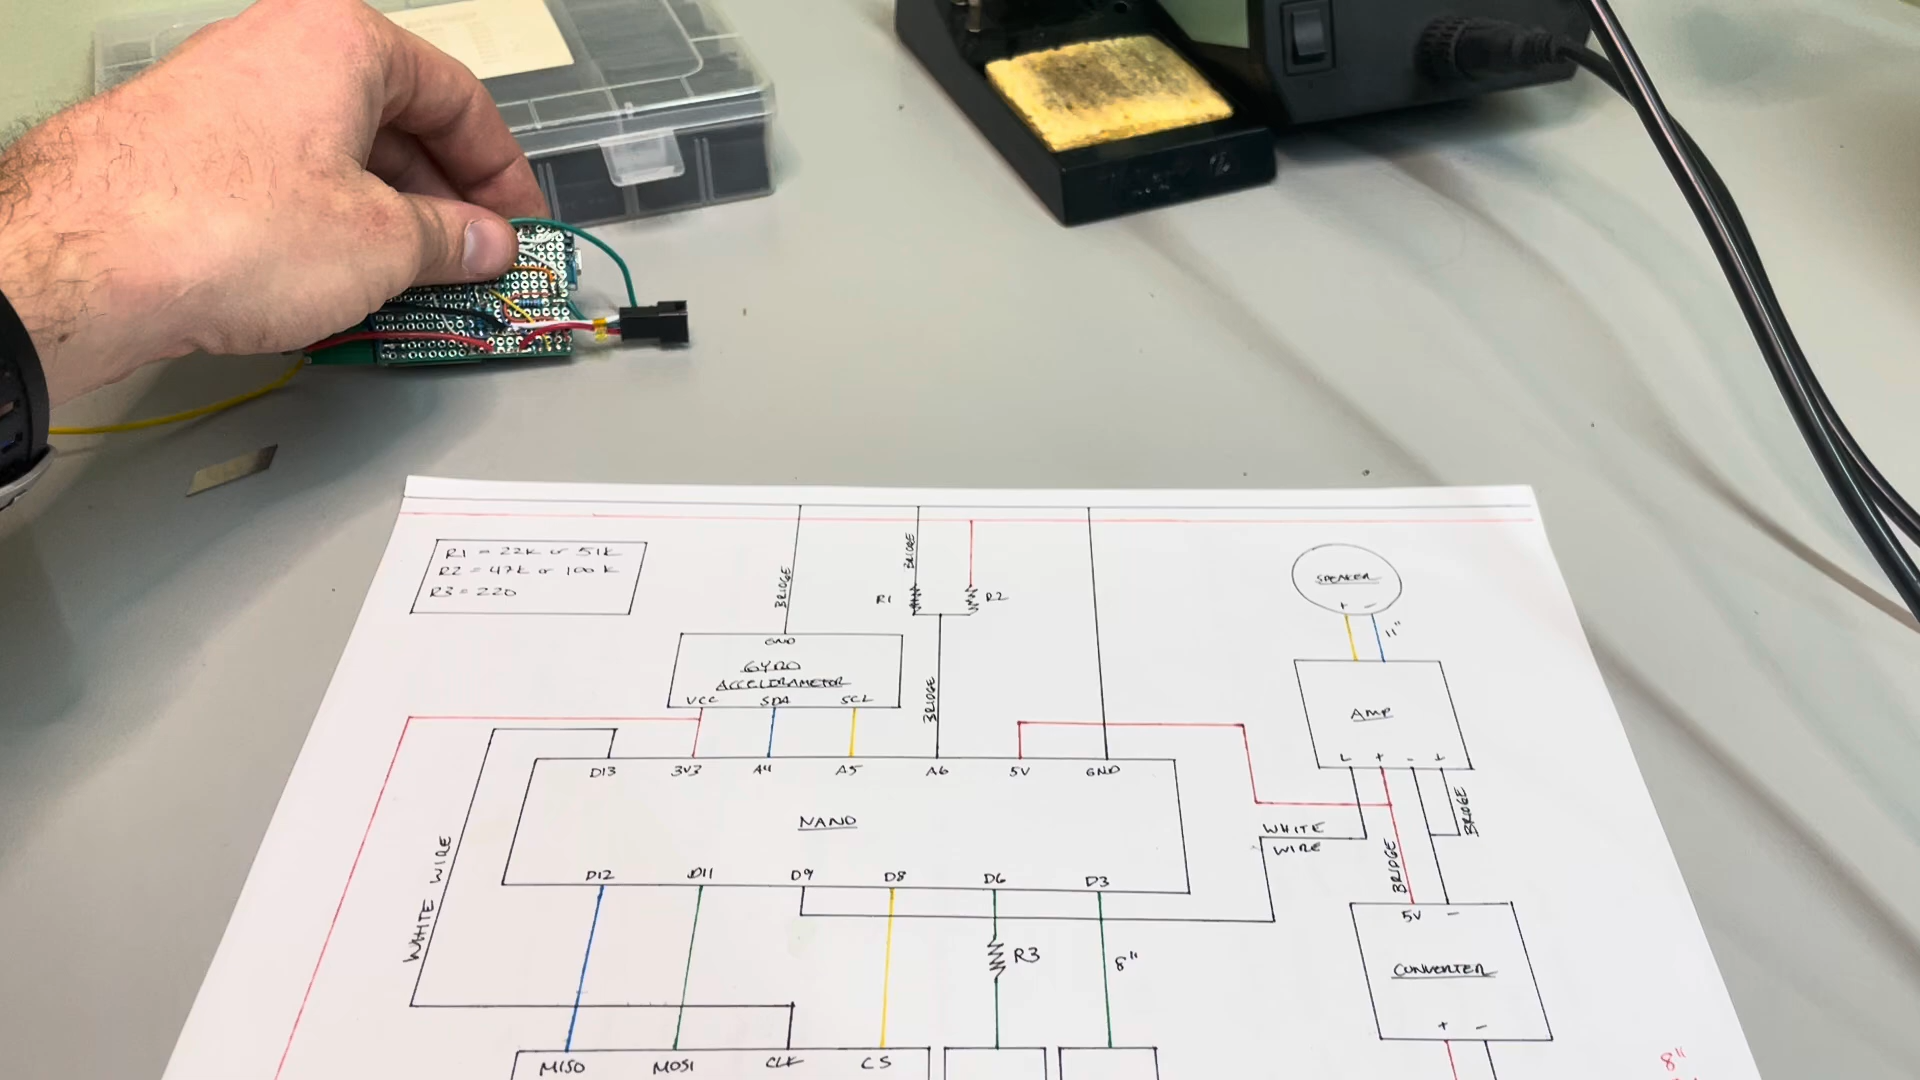 R1 = 22k or 51k
R2 = 47k or 100k
R3 = 220
BRIDGE
BRIDGE
R1
R2
SPEAKER
+ -
11"
GND
GYRO
ACCELERAMETOR
VCC SDA SCL
BRIDGE
AMP
L + - ⊥
BRIDGE
D13 3V3 A4 A5 A6 5V GND
NANO
D12 D11 D9 D8 D6 D3
WHITE
WIRE
BRIDGE
WHITE WIRE
5V -
R3
8"
CONVERTER
+ -
MISO MOSI CLK CS
8"